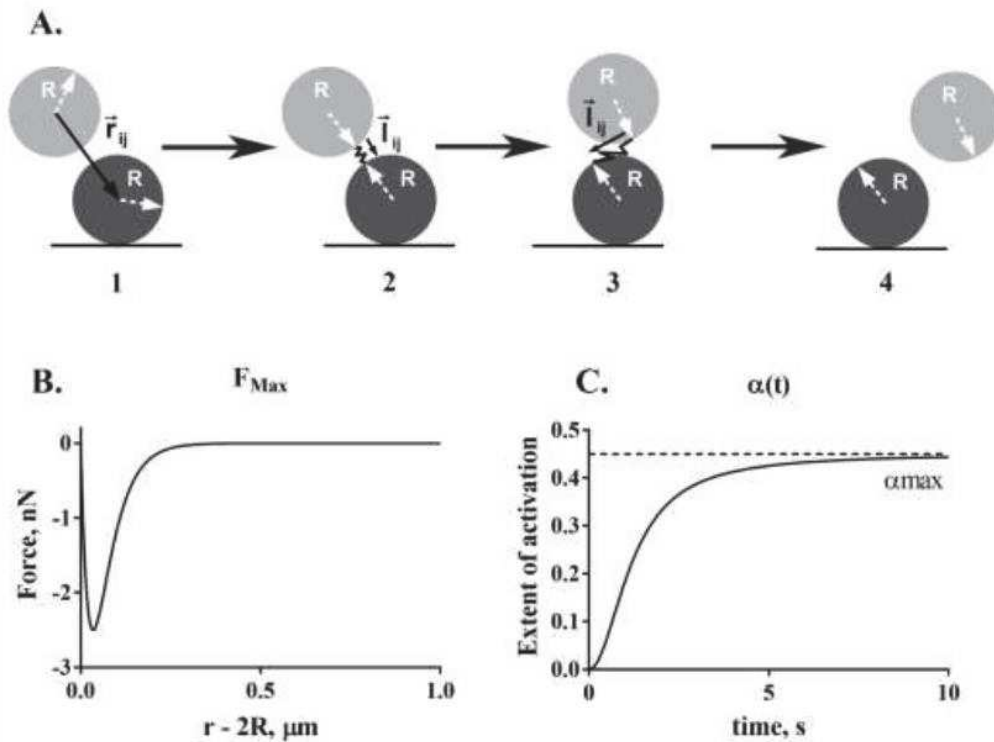 A.
R
r⃗ij
R
R
l⃗ij
R
R
l⃗ij
R
R
R
1
2
3
4
B.
FMax
Force, nN
0
-1
-2
-3
0.0
0.5
1.0
r - 2R, μm
C.
α(t)
Extent of activation
0.5
0.4
0.3
0.2
0.1
0.0
αmax
0
5
10
time, s